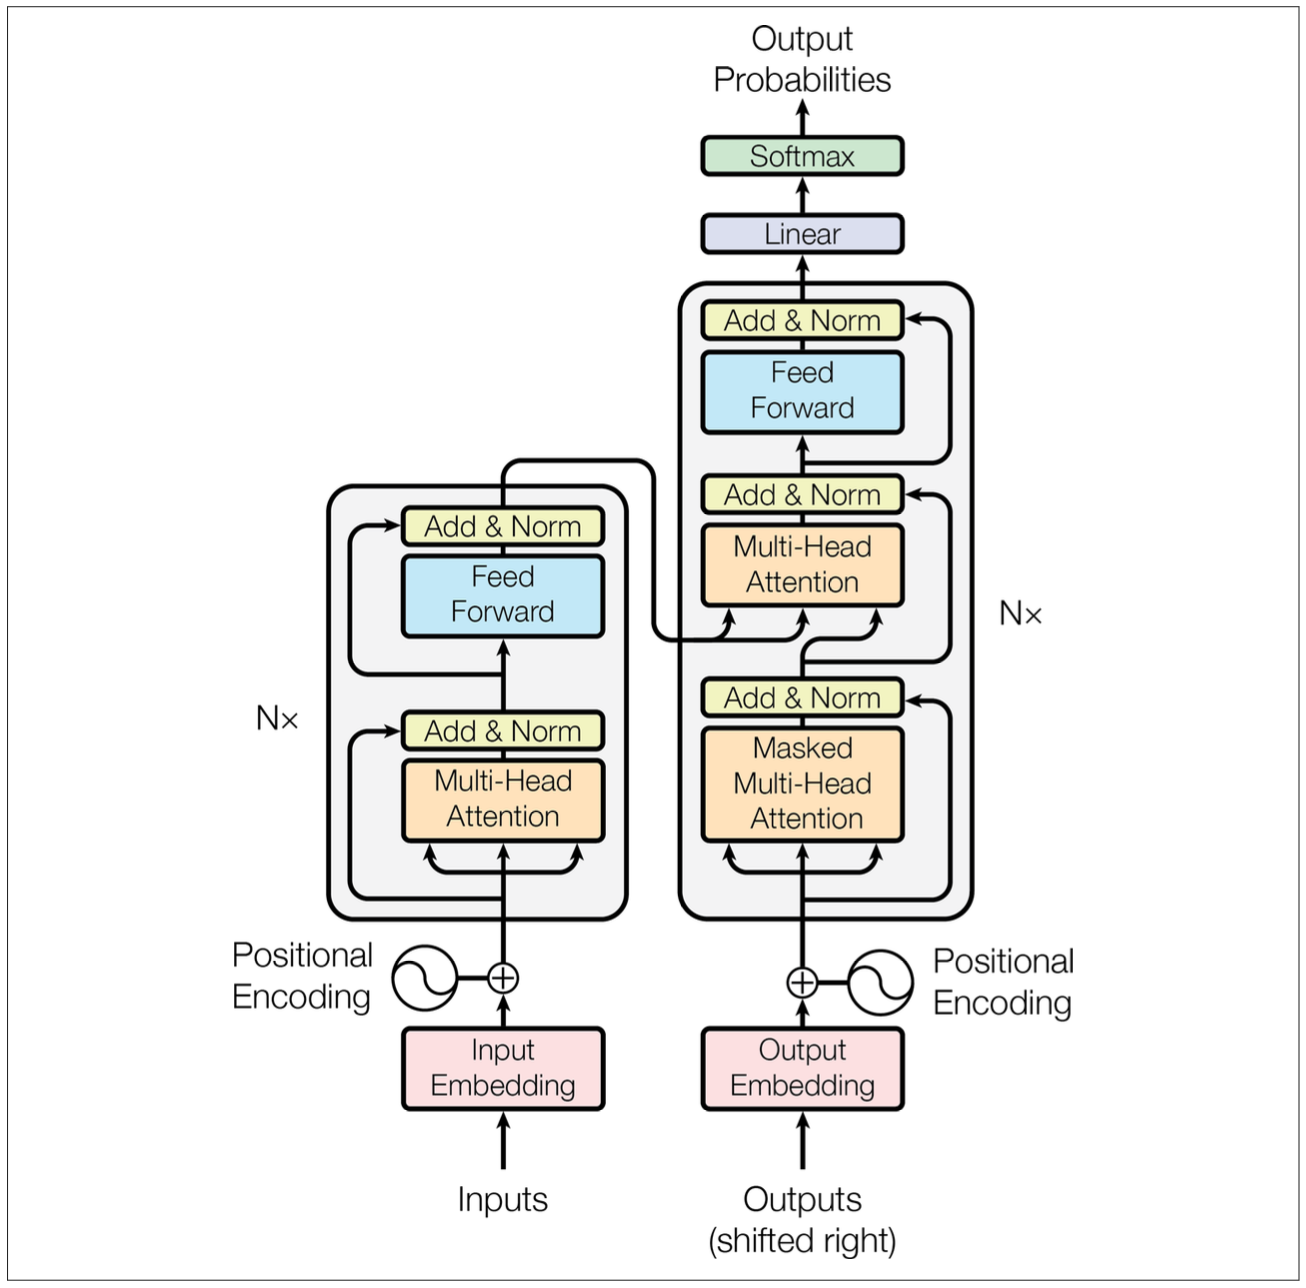 Output
Probabilities
Softmax
Linear
Add & Norm
Feed
Forward
Add & Norm
Multi-Head
Attention
Add & Norm
Masked
Multi-Head
Attention
N×
Add & Norm
Feed
Forward
Add & Norm
Multi-Head
Attention
N×
Positional
Encoding
Positional
Encoding
Input
Embedding
Output
Embedding
Inputs
Outputs
(shifted right)